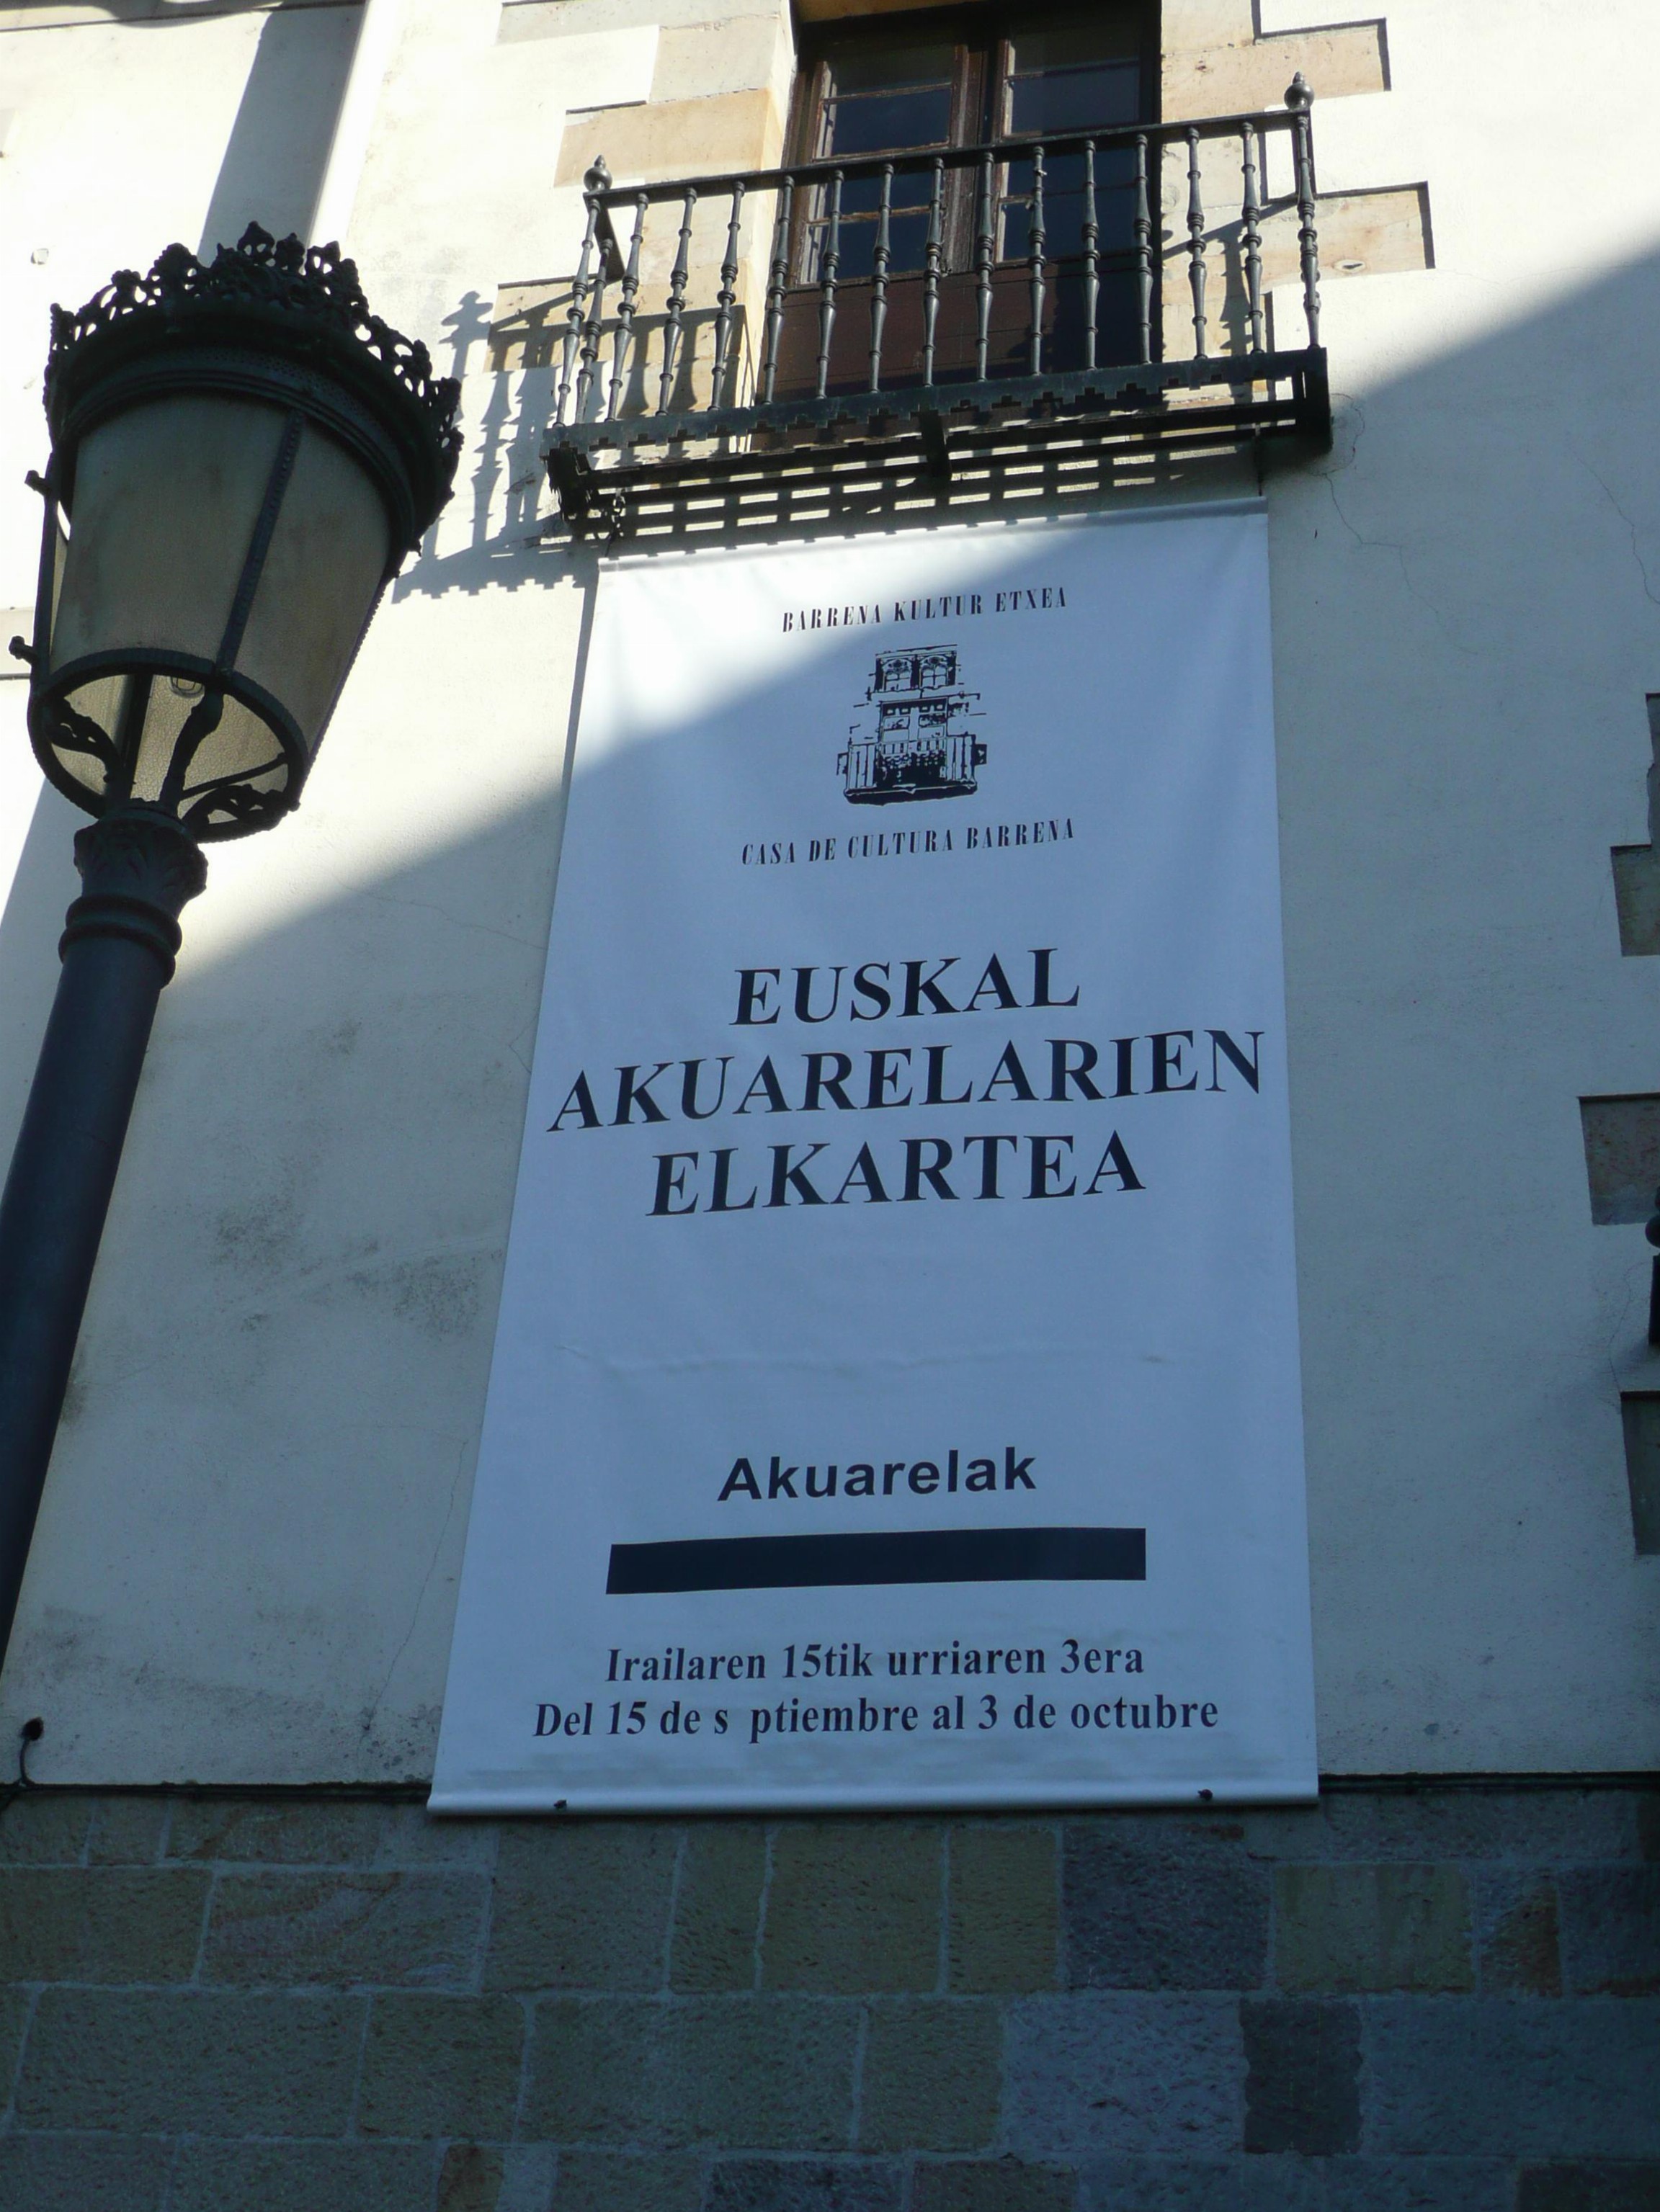 BARRENA KULTUR ETXEA
CASA DE CULTURA BARRENA
EUSKAL
AKUARELARIEN
ELKARTEA
Akuarelak
Irailaren 15tik urriaren 3era
Del 15 de s ptiembre al 3 de octubre